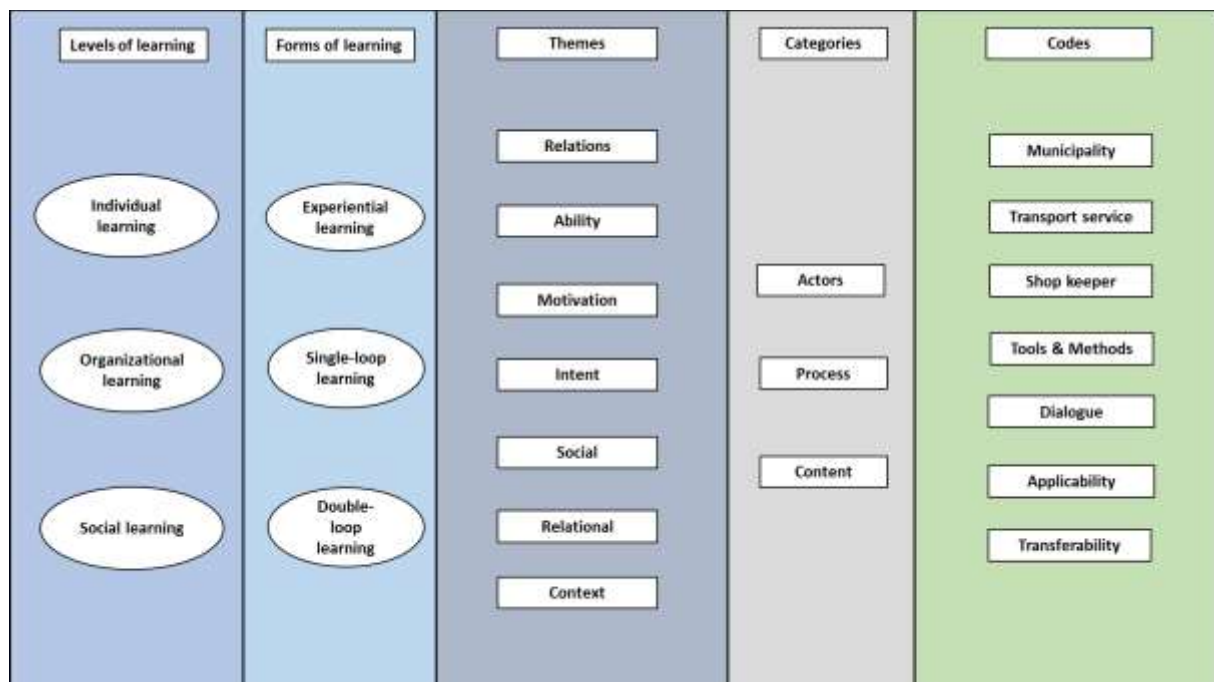 Levels of learning
Individual
learning
Organizational
learning
Social learning
Forms of learning
Experiential
learning
Single-loop
learning
Double-
loop
learning
Themes
Relations
Ability
Motivation
Intent
Social
Relational
Context
Categories
Actors
Process
Content
Codes
Municipality
Transport service
Shop keeper
Tools & Methods
Dialogue
Applicability
Transferability